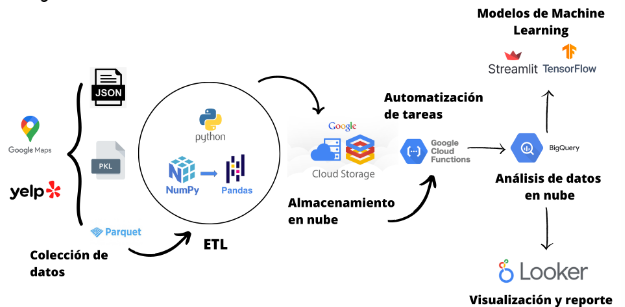 Modelos de Machine
Learning
Streamlit
TensorFlow
JSON
Google Maps
python
Automatización
de tareas
Google
Cloud Storage
Google
Cloud
Functions
BigQuery
PKL
NumPy
Pandas
yelp
Análisis de datos
en nube
Almacenamiento
en nube
Parquet
ETL
Colección de
datos
Looker
Visualización y reporte